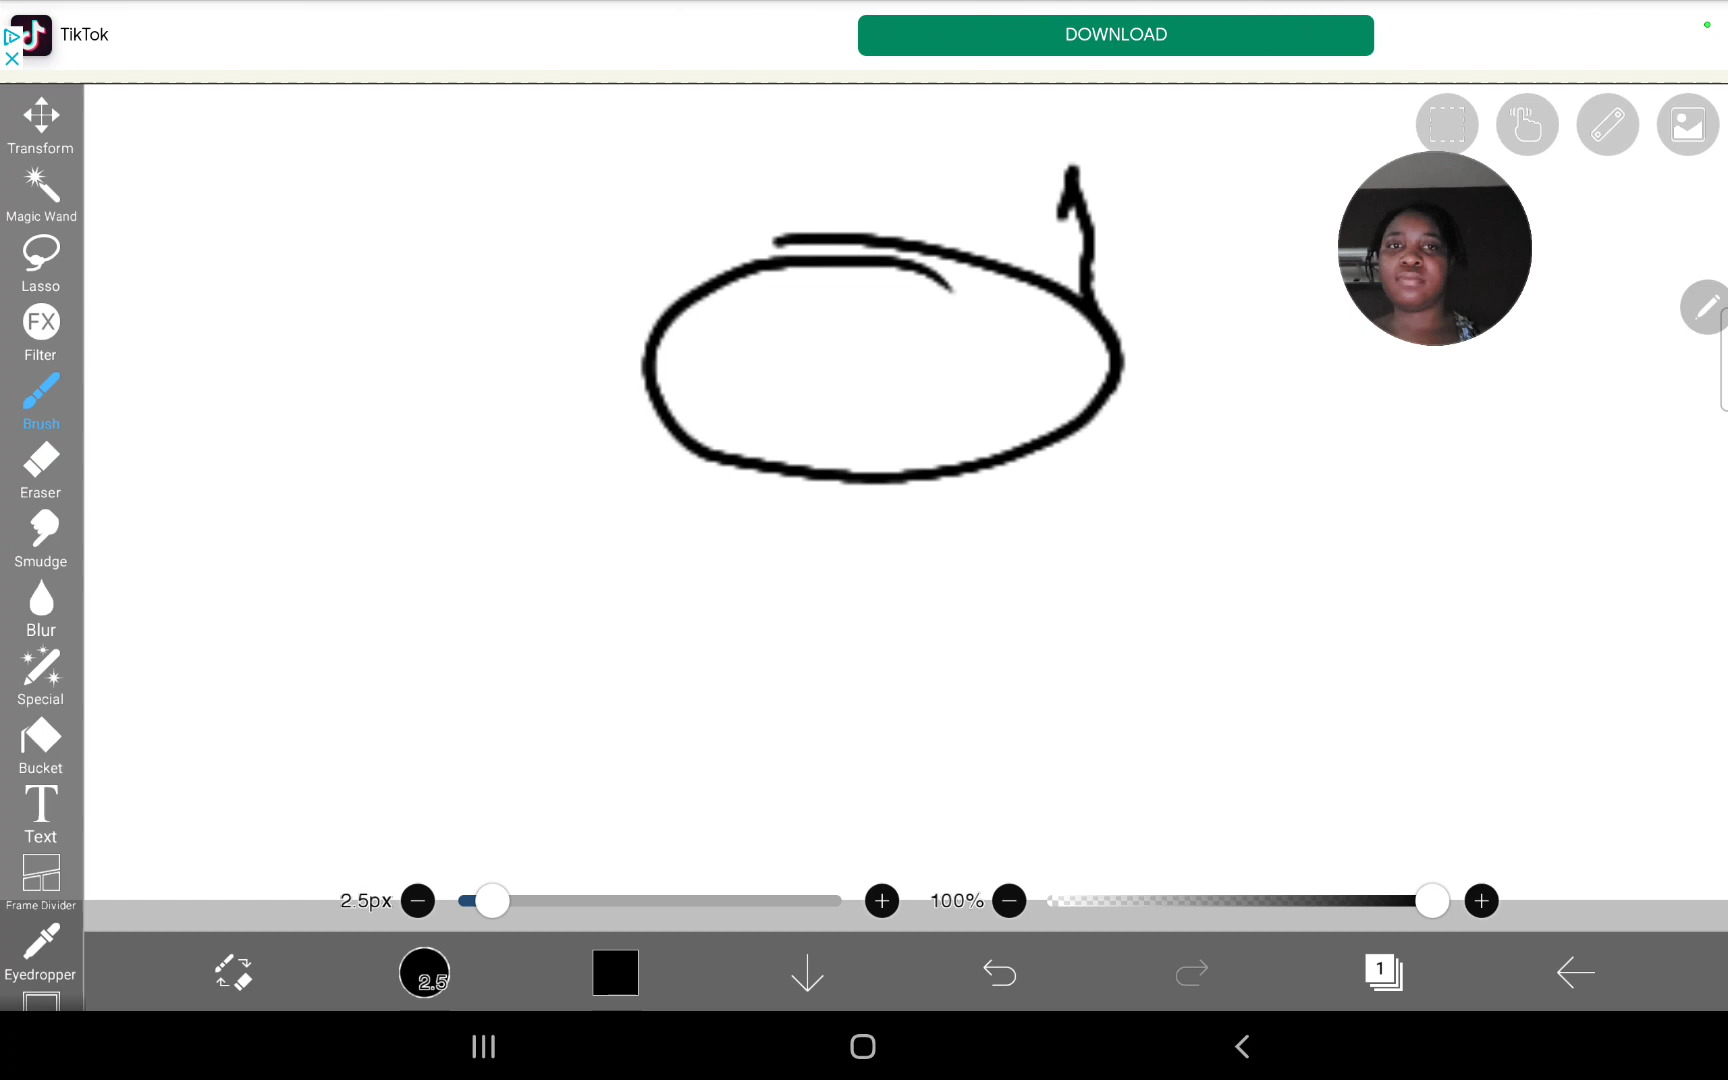 TikTok
DOWNLOAD
Transform
Magic Wand
Lasso
FX
Filter
Brush
Eraser
Smudge
Blur
Special
Bucket
T
Text
Frame Divider
Eyedropper
2.5px
100%
2.5
1